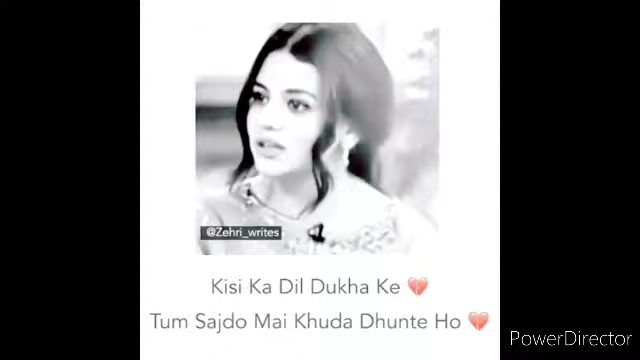 @Zehri_writes
Kisi Ka Dil Dukha Ke 💔
Tum Sajdo Mai Khuda Dhunte Ho 💔
PowerDirector